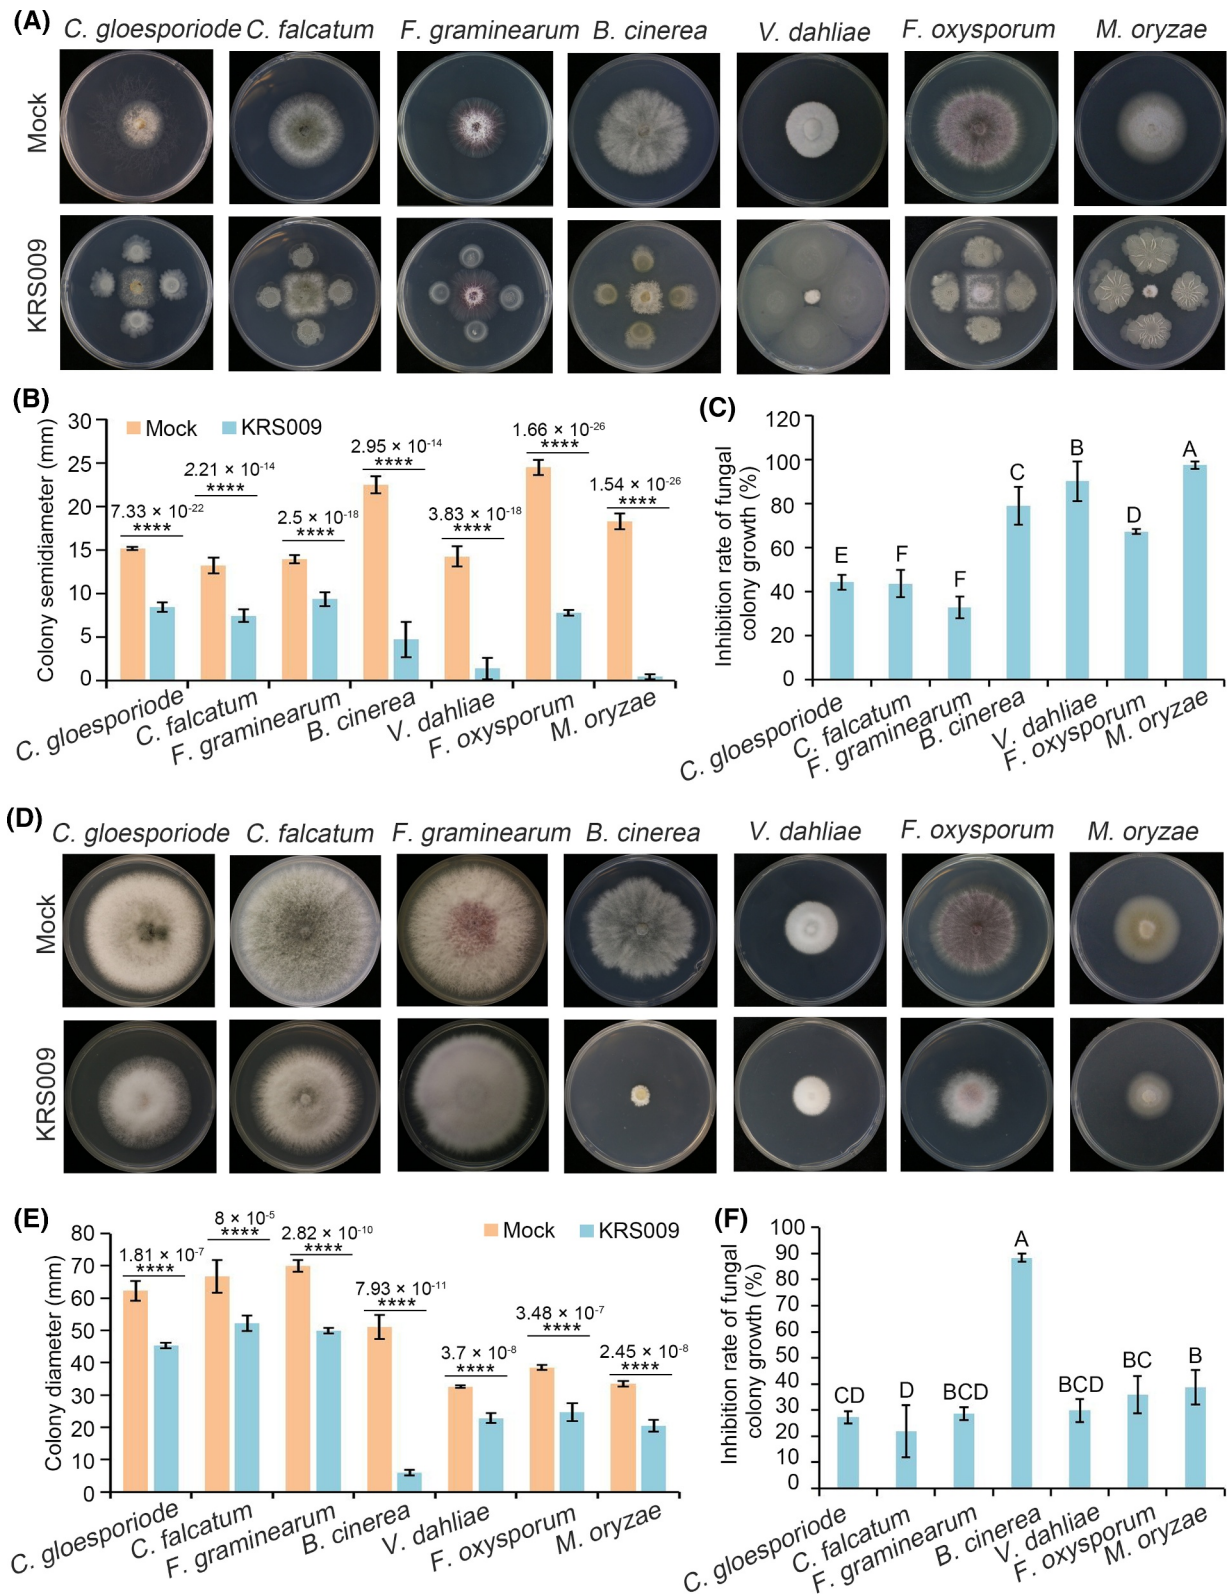 (A)
C. gloesporiode C. falcatum F. graminearum B. cinerea V. dahliae F. oxysporum M. oryzae
Mock
KRS009
(B)
Colony semidiameter (mm)
Mock KRS009
30
25
20
15
10
5
0
7.33 × 10-22
****
2.21 × 10-14
****
2.5 × 10-18
****
2.95 × 10-14
****
3.83 × 10-18
****
1.66 × 10-26
****
1.54 × 10-26
****
C. gloesporiode
C. falcatum
F. graminearum
B. cinerea
V. dahliae
F. oxysporum
M. oryzae
(C)
Inhibition rate of fungal
colony growth (%)
120
100
80
60
40
20
0
E
F
F
C
B
D
A
C. gloesporiode
C. falcatum
F. graminearum
B. cinerea
V. dahliae
F. oxysporum
M. oryzae
(D)
C. gloesporiode C. falcatum F. graminearum B. cinerea V. dahliae F. oxysporum M. oryzae
Mock
KRS009
(E)
Colony diameter (mm)
Mock KRS009
80
70
60
50
40
30
20
10
0
1.81 × 10-7
****
8 × 10-5
****
2.82 × 10-10
****
7.93 × 10-11
****
3.7 × 10-8
****
3.48 × 10-7
****
2.45 × 10-8
****
C. gloesporiode
C. falcatum
F. graminearum
B. cinerea
V. dahliae
F. oxysporum
M. oryzae
(F)
Inhibition rate of fungal
colony growth (%)
100
90
80
70
60
50
40
30
20
10
0
CD
D
BCD
A
BCD
BC
B
C. gloesporiode
C. falcatum
F. graminearum
B. cinerea
V. dahliae
F. oxysporum
M. oryzae